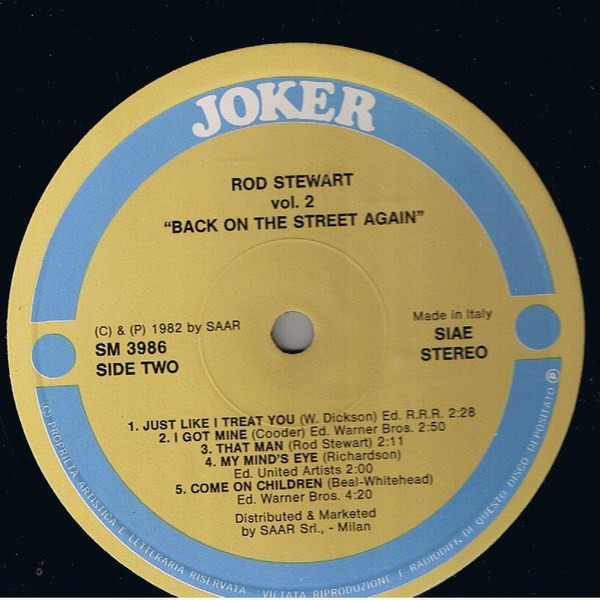 JOKER
ROD STEWART
vol. 2
"BACK ON THE STREET AGAIN"
(C) & (P) 1982 by SAAR
SM 3986
SIDE TWO
Made in Italy
SIAE
STEREO
1. JUST LIKE I TREAT YOU (W. Dickson) Ed. R.R.R. 2:28
2. I GOT MINE (Cooder) Ed. Warner Bros. 2:50
3. THAT MAN (Rod Stewart) 2:11
4. MY MIND'S EYE (Richardson)
Ed. United Artists 2:00
5. COME ON CHILDREN (Beal-Whitehead)
Ed. Warner Bros. 4:20
Distributed & Marketed
by SAAR Srl., - Milan
(C) PROPRIETÀ ARTISTICA E LETTERARIA RISERVATA VIETATA RIPRODUZIONE E RADIODIFF. DI QUESTO DISCO DEPOSITATO (P)